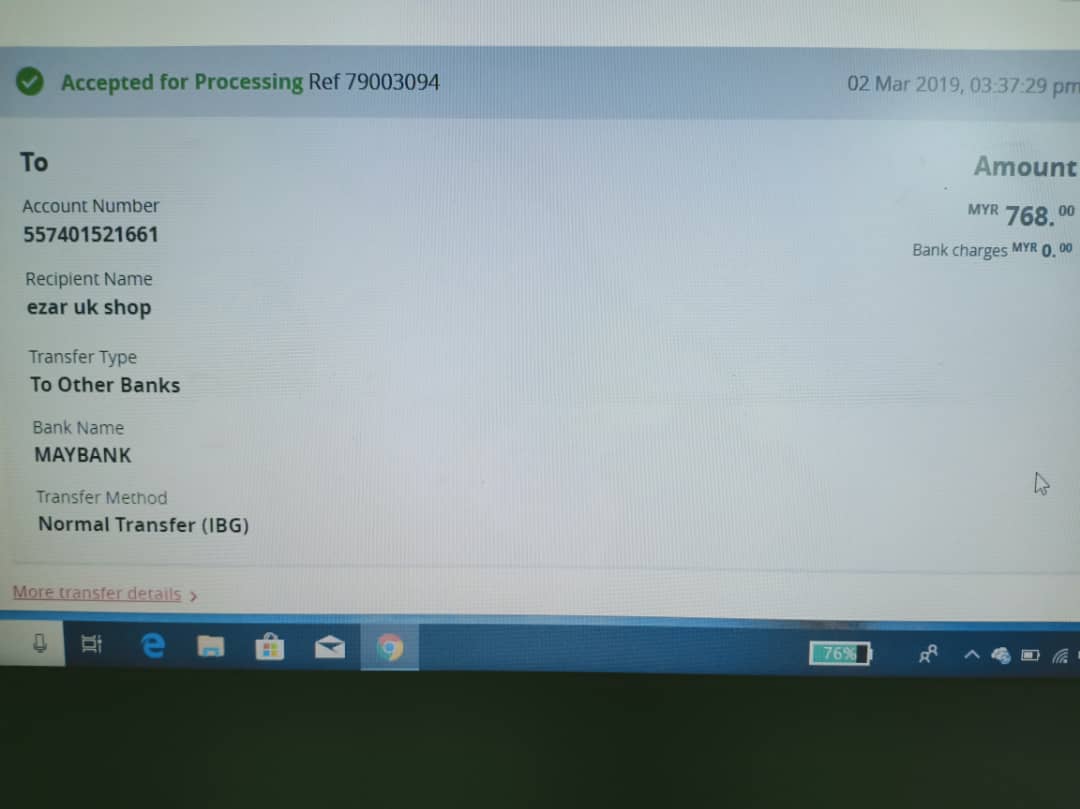 Accepted for Processing Ref 79003094
02 Mar 2019, 03:37:29 pm
To
Amount
Account Number
557401521661
MYR 768.00
Bank charges MYR 0.00
Recipient Name
ezar uk shop
Transfer Type
To Other Banks
Bank Name
MAYBANK
Transfer Method
Normal Transfer (IBG)
More transfer details >
76%